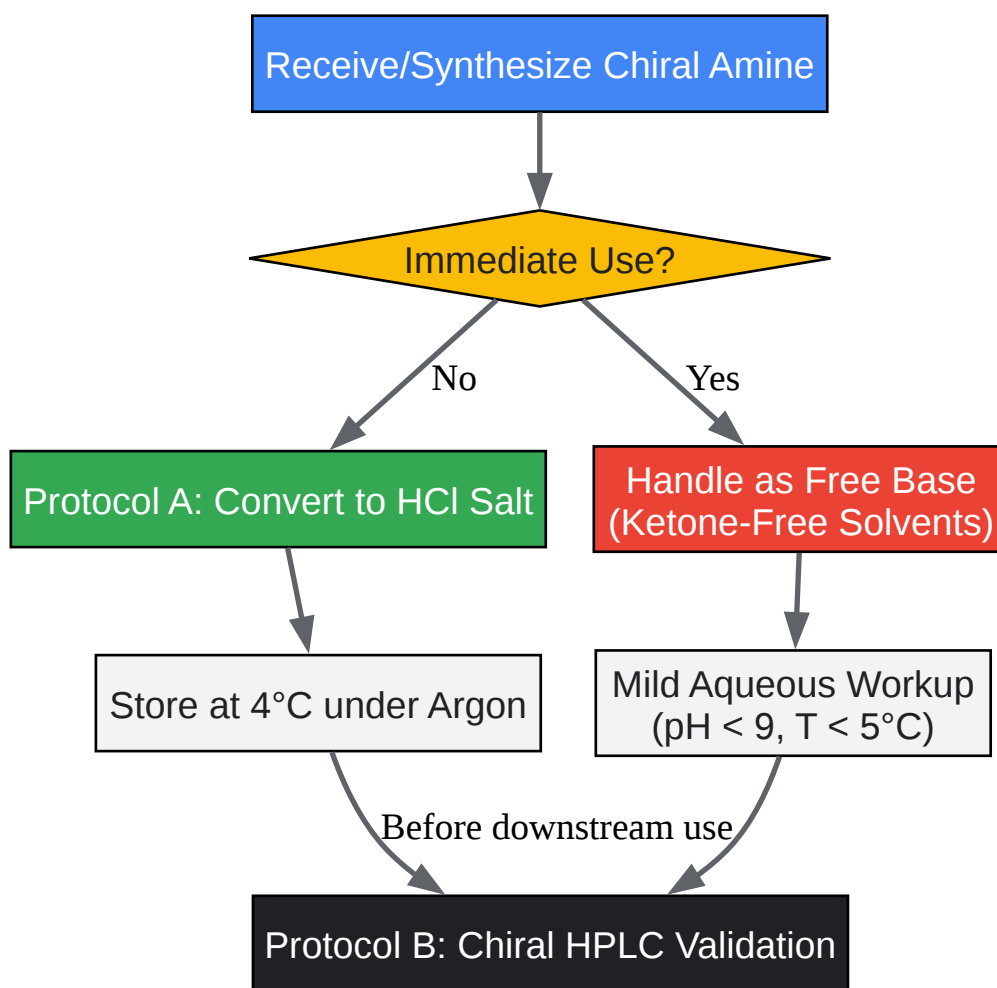 Receive/Synthesize Chiral Amine
Immediate Use?
No
Yes
Protocol A: Convert to HCl Salt
Handle as Free Base
(Ketone-Free Solvents)
Store at 4°C under Argon
Mild Aqueous Workup
(pH < 9, T < 5°C)
Before downstream use
Protocol B: Chiral HPLC Validation